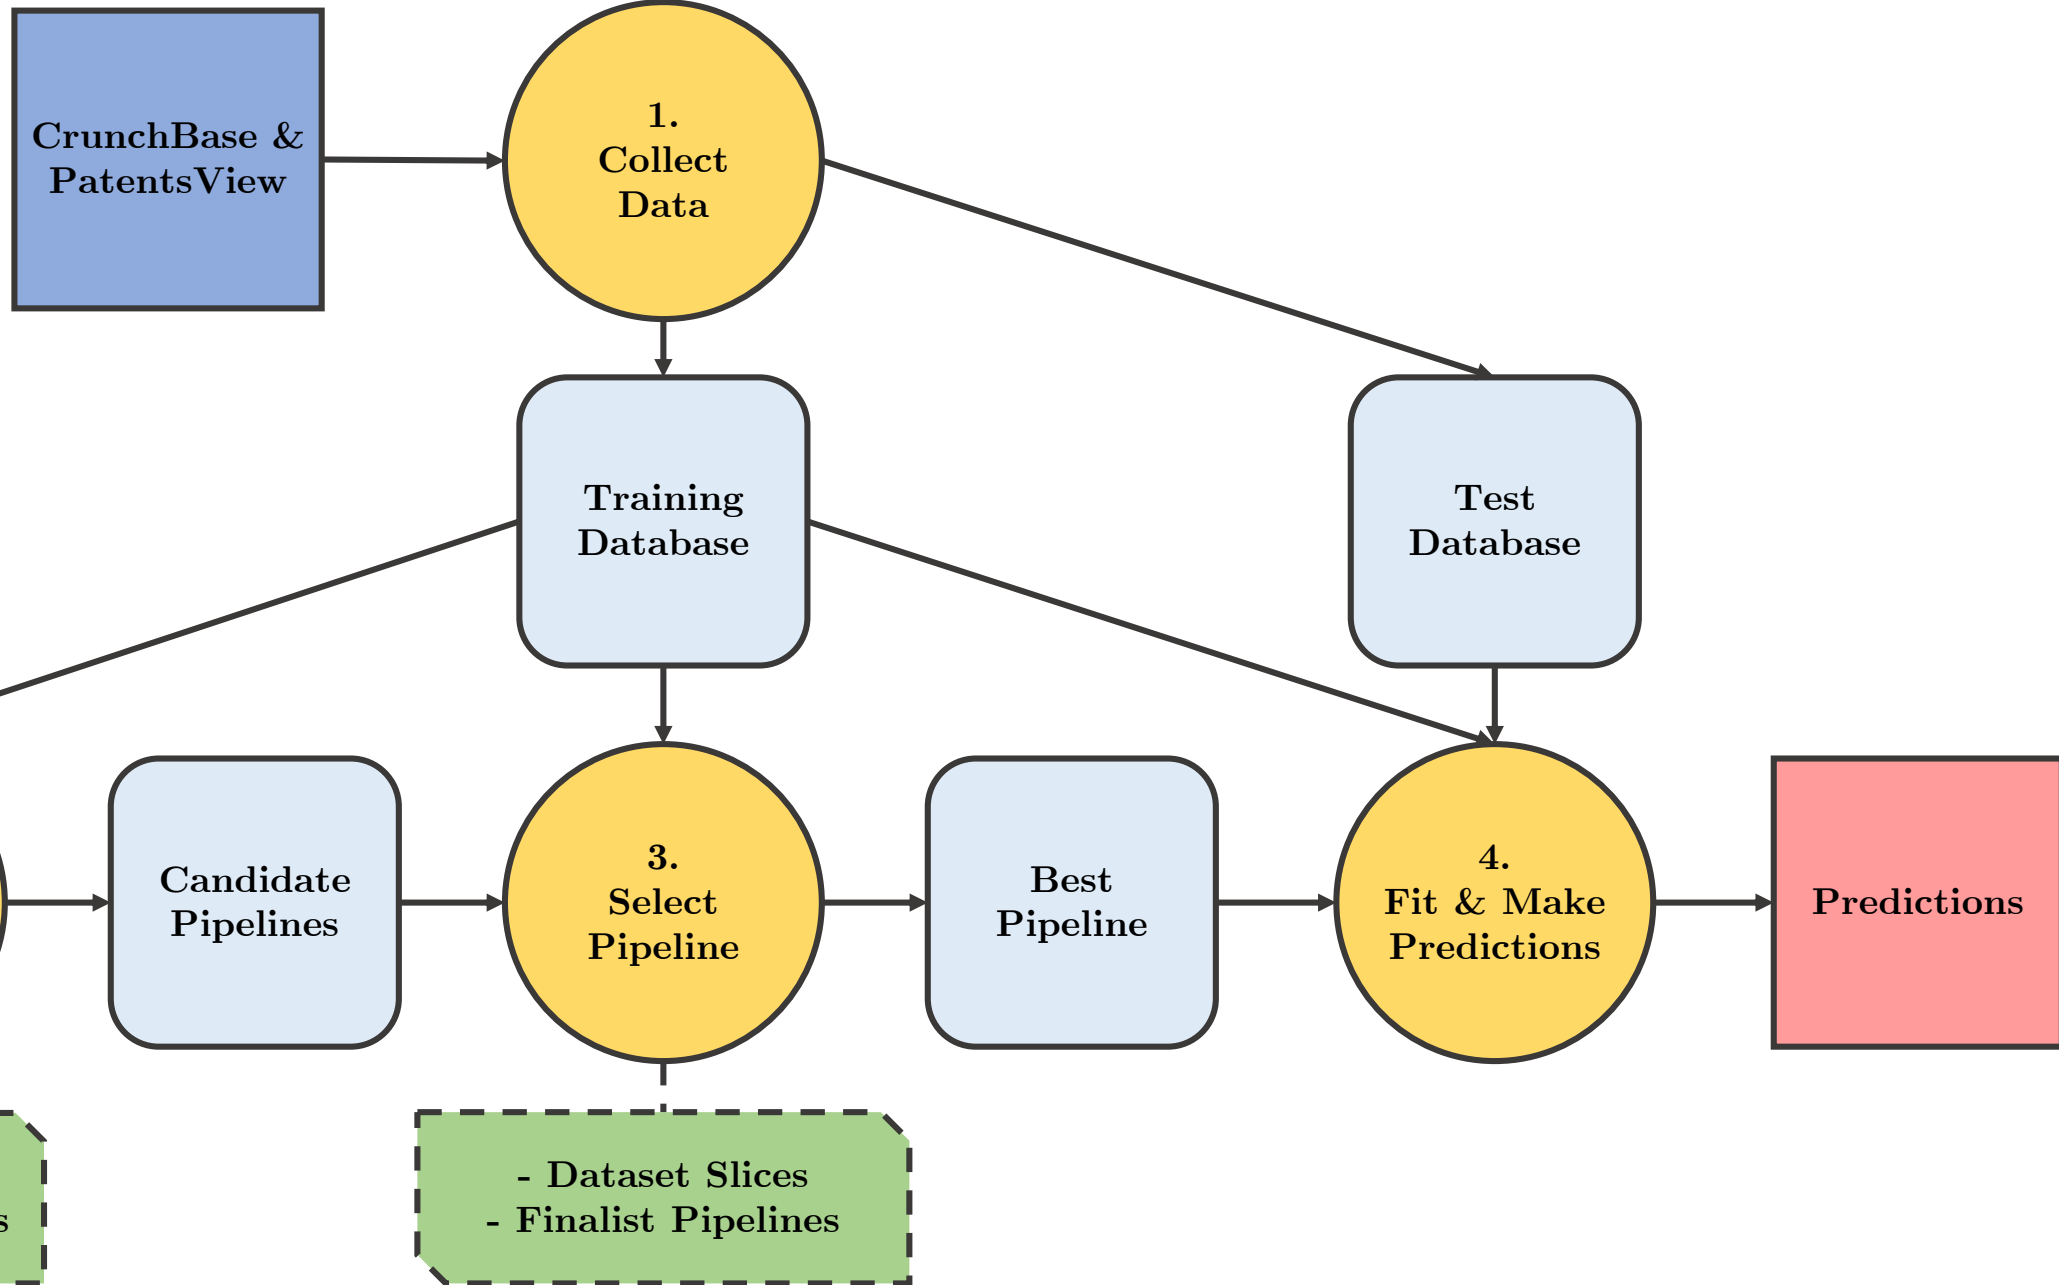 CrunchBase &
PatentsView
1.
Collect
Data
Training
Database
Test
Database
Candidate
Pipelines
3.
Select
Pipeline
Best
Pipeline
4.
Fit & Make
Predictions
Predictions
- Dataset Slices
- Finalist Pipelines